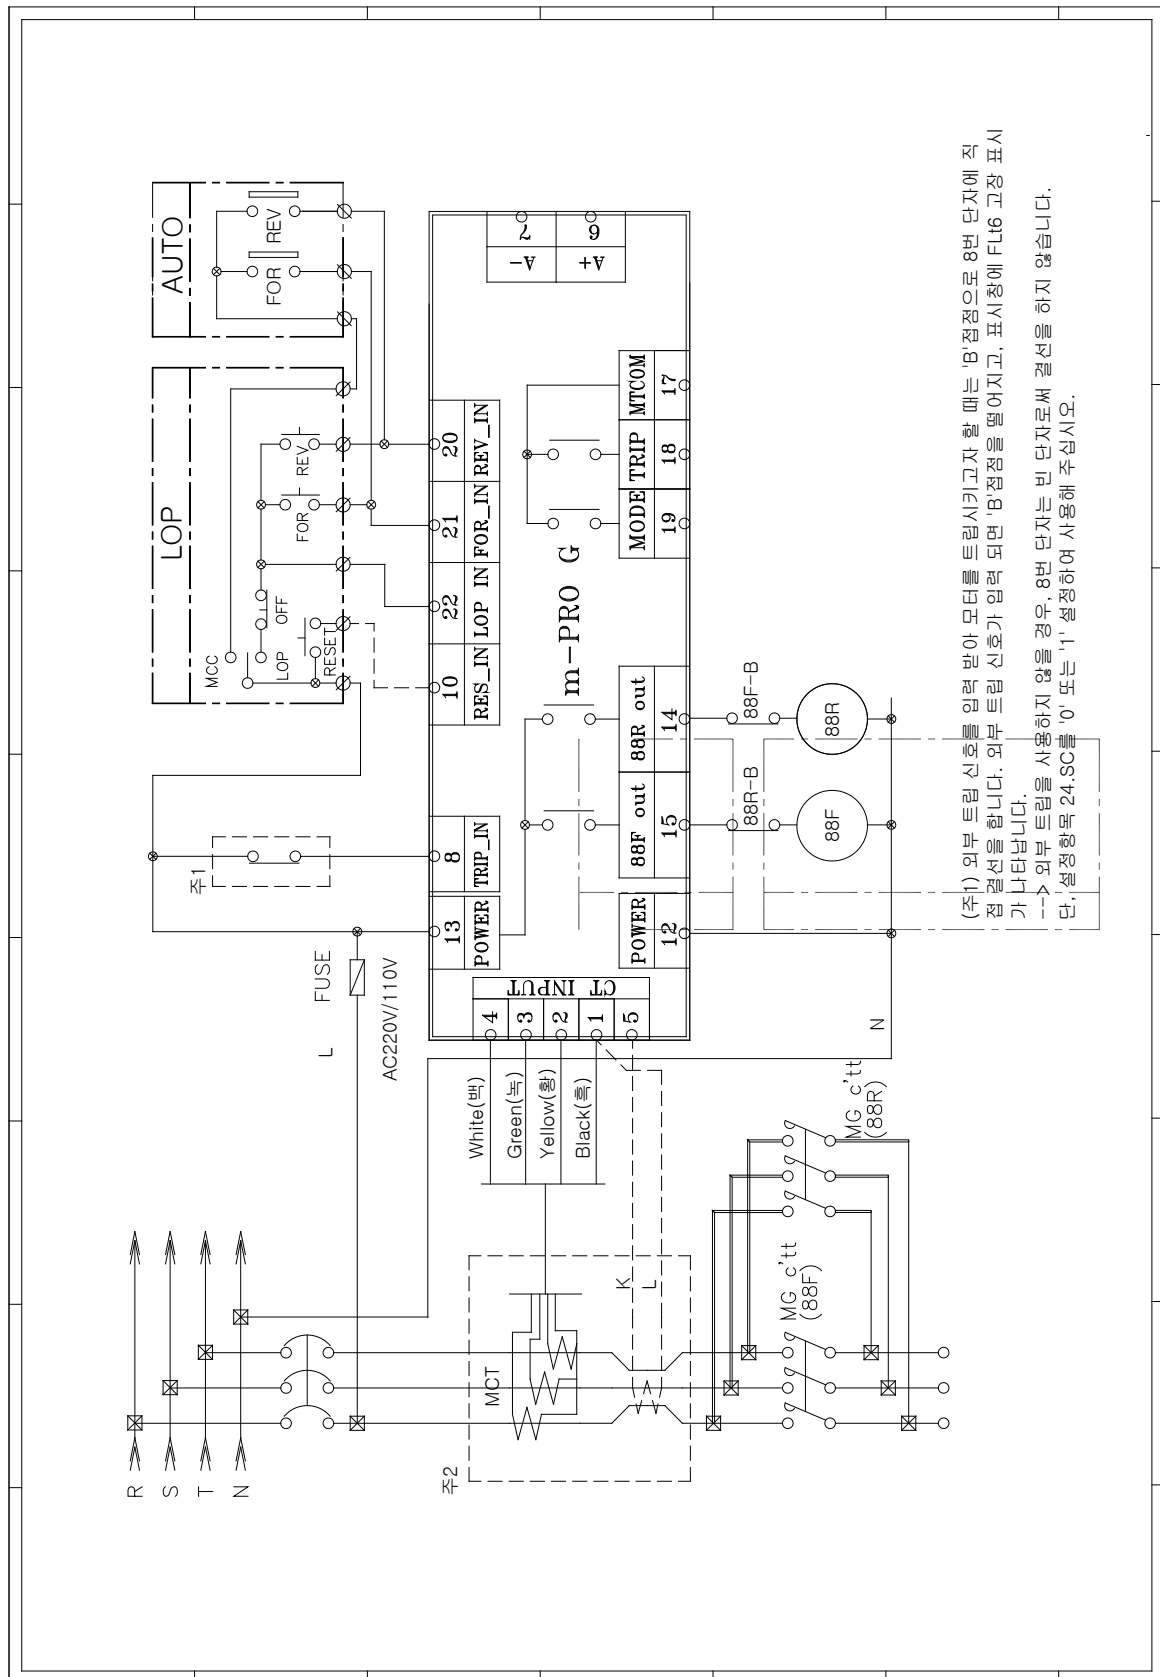 AUTO
FOR
REV
LOP
MCC
LOP
OFF
RESET
FOR
REV
주1
FUSE
L
AC220V/110V
R
S
T
N
13
POWER
8
TRIP_IN
10
RES_IN
22
LOP IN
21
FOR_IN
20
REV_IN
CT INPUT
4
3
2
1
5
m-PRO G
A-
7
A+
6
POWER
12
88F out
15
88R out
14
MODE
19
TRIP
18
MTCOM
17
White(백)
Green(녹)
Yellow(황)
Black(흑)
주2
MCT
K
L
88R-B
88F-B
88F
88R
N
MG c'tt
(88F)
MG c'tt
(88R)
(주1) 외부 트립 신호를 입력 받아 모터를 트립시키고자 할 때는 'B'접점으로 8번 단자에 직
접 결선을 합니다. 외부 트립 신호가 입력 되면 'B'접점을 떨어지고, 표시창에 FLt6 고장 표시
가 나타납니다.
--> 외부 트립을 사용하지 않을 경우, 8번 단자는 빈 단자로써 결선을 하지 않습니다.
단, 설정항목 24.SC를 '0' 또는 '1' 설정하여 사용해 주십시오.